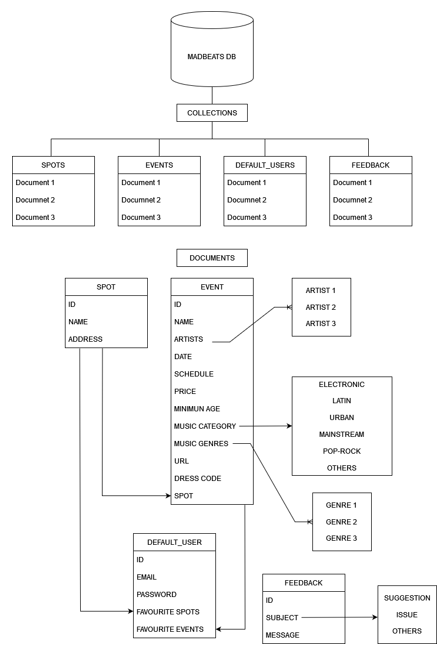 MADBEATS DB
COLLECTIONS
SPOTS
Document 1
Documnet 2
Document 3
EVENTS
Document 1
Documnet 2
Document 3
DEFAULT_USERS
Document 1
Documnet 2
Document 3
FEEDBACK
Document 1
Documnet 2
Document 3
DOCUMENTS
SPOT
ID
NAME
ADDRESS
EVENT
ID
NAME
ARTISTS
DATE
SCHEDULE
PRICE
MINIMUN AGE
MUSIC CATEGORY
MUSIC GENRES
URL
DRESS CODE
SPOT
ARTIST 1
ARTIST 2
ARTIST 3
ELECTRONIC
LATIN
URBAN
MAINSTREAM
POP-ROCK
OTHERS
GENRE 1
GENRE 2
GENRE 3
DEFAULT_USER
ID
EMAIL
PASSWORD
FAVOURITE SPOTS
FAVOURITE EVENTS
FEEDBACK
ID
SUBJECT
MESSAGE
SUGGESTION
ISSUE
OTHERS